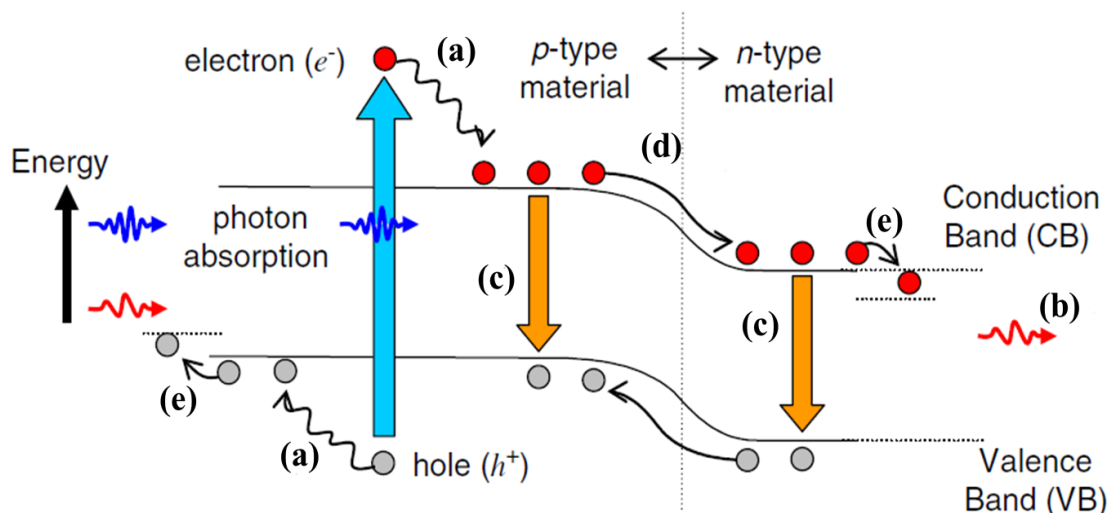 electron (e⁻)
(a)
p-type
material
n-type
material
Energy
photon
absorption
(d)
Conduction
Band (CB)
(e)
(c)
(c)
(b)
(e)
(a)
hole (h⁺)
Valence
Band (VB)